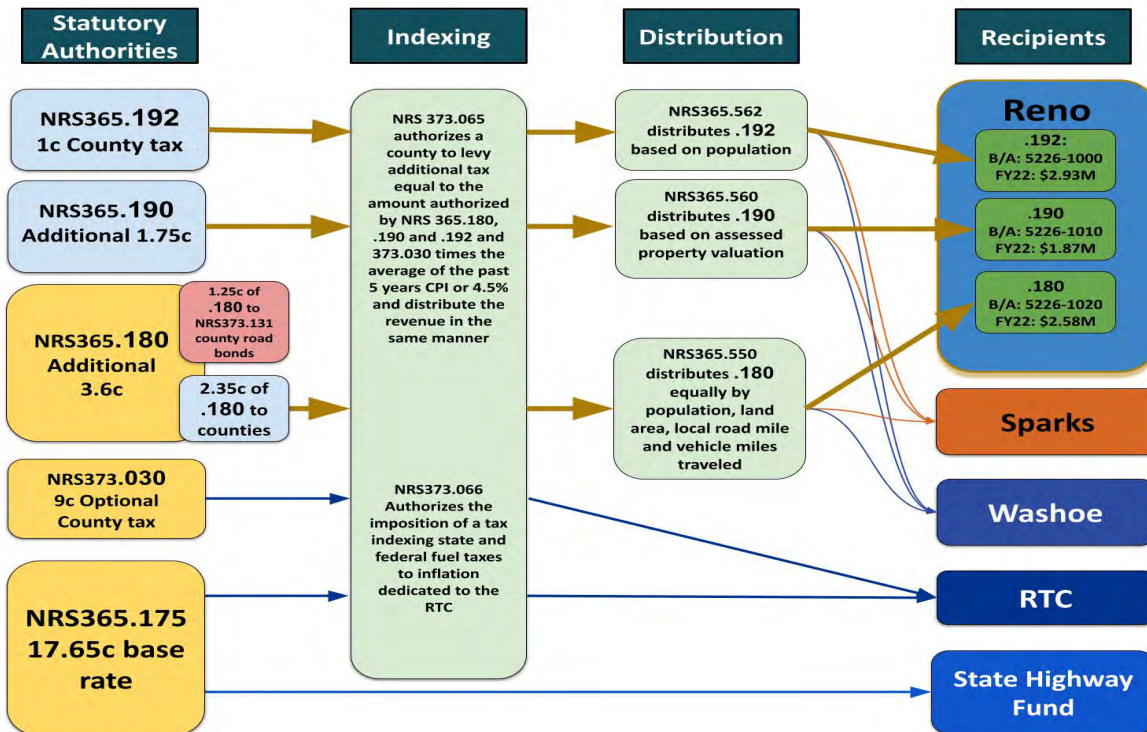 Statutory
Authorities
Indexing
Distribution
Recipients
NRS365.192
1c County tax
NRS365.190
Additional 1.75c
NRS365.180
Additional
3.6c
1.25c of
.180 to
NRS373.131
county road
bonds
2.35c of
.180 to
counties
NRS373.030
9c Optional
County tax
NRS365.175
17.65c base
rate
NRS 373.065
authorizes a
county to levy
additional tax
equal to the
amount authorized
by NRS 365.180,
.190 and .192 and
373.030 times the
average of the past
5 years CPI or 4.5%
and distribute the
revenue in the
same manner
NRS373.066
Authorizes the
imposition of a tax
indexing state and
federal fuel taxes
to inflation
dedicated to the
RTC
NRS365.562
distributes .192
based on population
NRS365.560
distributes .190
based on assessed
property valuation
NRS365.550
distributes .180
equally by
population, land
area, local road mile
and vehicle miles
traveled
Reno
.192:
B/A: 5226-1000
FY22: $2.93M
.190
B/A: 5226-1010
FY22: $1.87M
.180
B/A: 5226-1020
FY22: $2.58M
Sparks
Washoe
RTC
State Highway
Fund